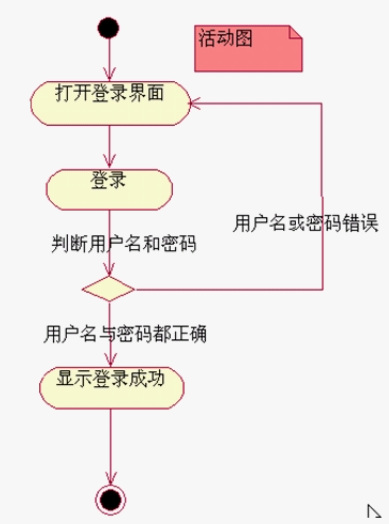 活动图
打开登录界面
登录
用户名或密码错误
判断用户名和密码
用户名与密码都正确
显示登录成功